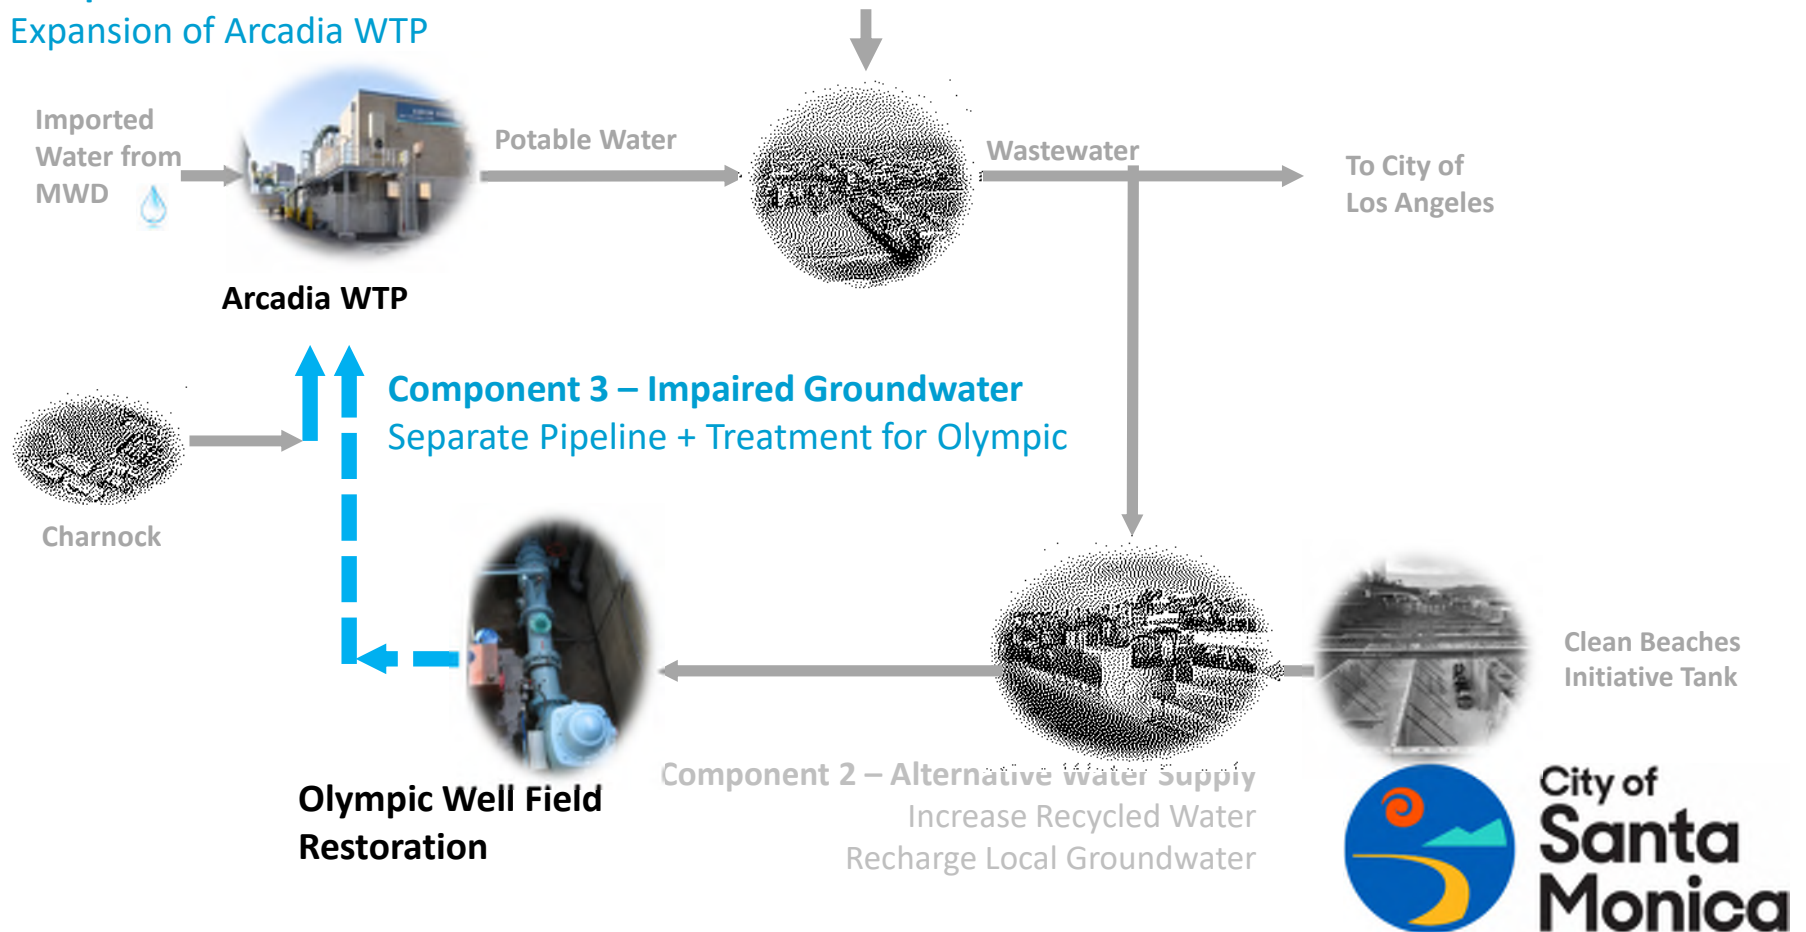 Expansion of Arcadia WTP
Imported
Water from
MWD
Potable Water
Wastewater
To City of
Los Angeles
Arcadia WTP
Component 3 – Impaired Groundwater
Separate Pipeline + Treatment for Olympic
Charnock
Clean Beaches
Initiative Tank
Olympic Well Field
Restoration
Component 2 – Alternative Water Supply
Increase Recycled Water
Recharge Local Groundwater
City of
Santa
Monica